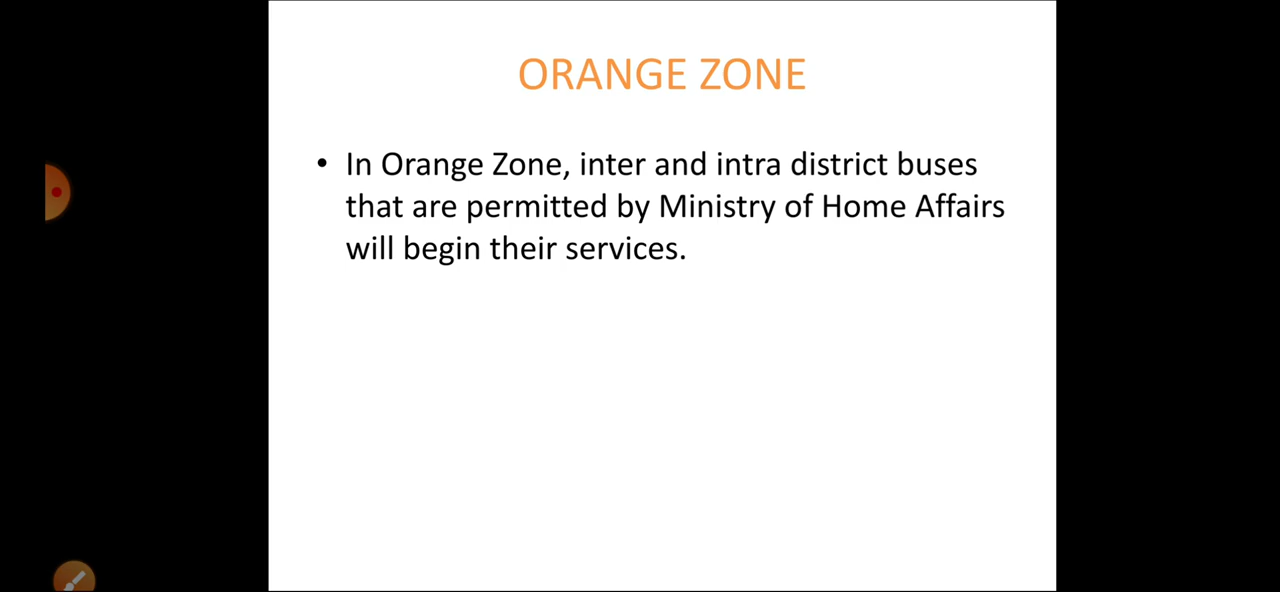 ORANGE ZONE
• In Orange Zone, inter and intra district buses
that are permitted by Ministry of Home Affairs
will begin their services.